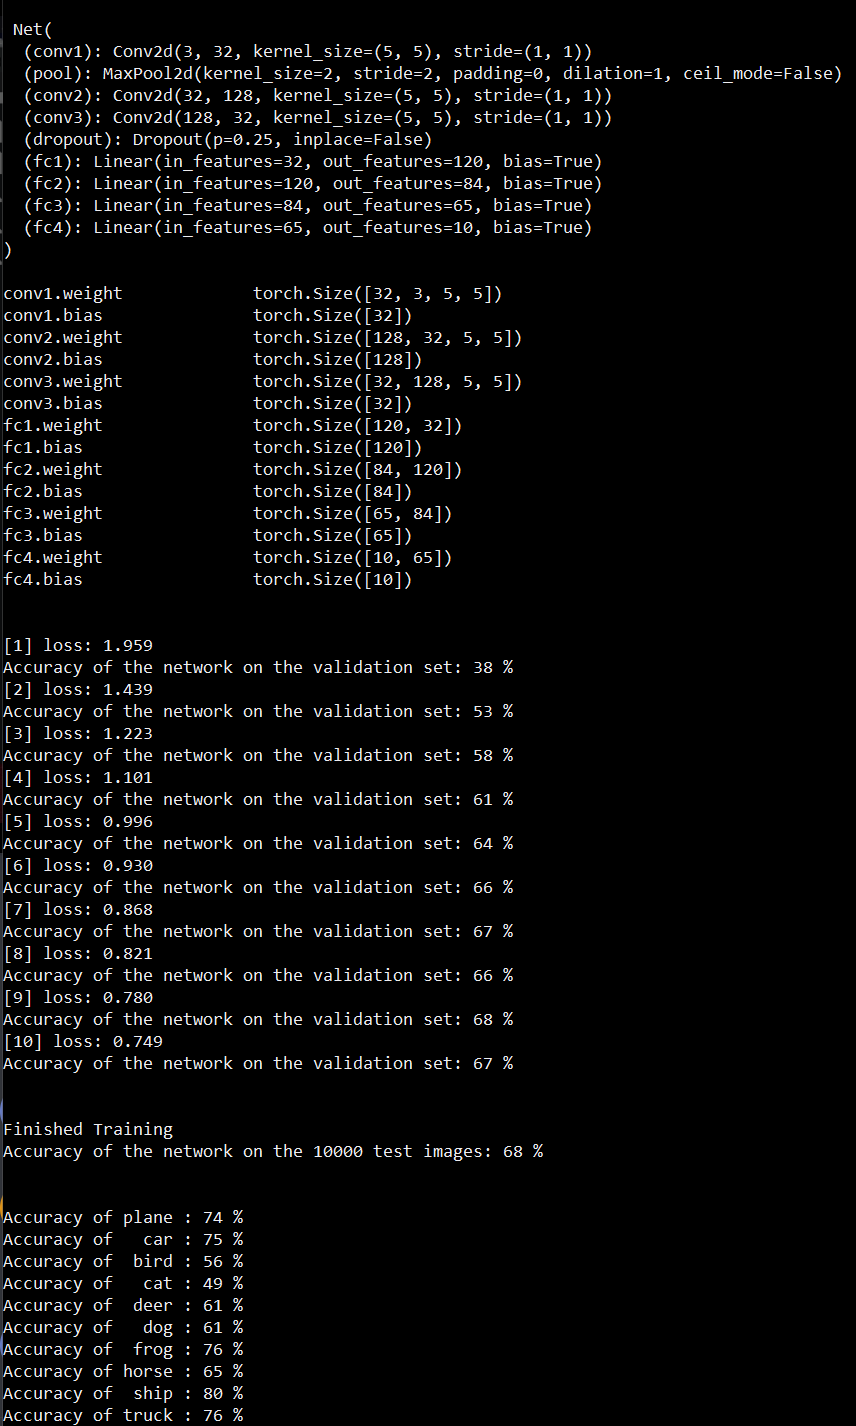 Net(
(conv1): Conv2d(3, 32, kernel_size=(5, 5), stride=(1, 1))
(pool): MaxPool2d(kernel_size=2, stride=2, padding=0, dilation=1, ceil_mode=False)
(conv2): Conv2d(32, 128, kernel_size=(5, 5), stride=(1, 1))
(conv3): Conv2d(128, 32, kernel_size=(5, 5), stride=(1, 1))
(dropout): Dropout(p=0.25, inplace=False)
(fc1): Linear(in_features=32, out_features=120, bias=True)
(fc2): Linear(in_features=120, out_features=84, bias=True)
(fc3): Linear(in_features=84, out_features=65, bias=True)
(fc4): Linear(in_features=65, out_features=10, bias=True)
)
conv1.weight torch.Size([32, 3, 5, 5])
conv1.bias torch.Size([32])
conv2.weight torch.Size([128, 32, 5, 5])
conv2.bias torch.Size([128])
conv3.weight torch.Size([32, 128, 5, 5])
conv3.bias torch.Size([32])
fc1.weight torch.Size([120, 32])
fc1.bias torch.Size([120])
fc2.weight torch.Size([84, 120])
fc2.bias torch.Size([84])
fc3.weight torch.Size([65, 84])
fc3.bias torch.Size([65])
fc4.weight torch.Size([10, 65])
fc4.bias torch.Size([10])
[1] loss: 1.959
Accuracy of the network on the validation set: 38 %
[2] loss: 1.439
Accuracy of the network on the validation set: 53 %
[3] loss: 1.223
Accuracy of the network on the validation set: 58 %
[4] loss: 1.101
Accuracy of the network on the validation set: 61 %
[5] loss: 0.996
Accuracy of the network on the validation set: 64 %
[6] loss: 0.930
Accuracy of the network on the validation set: 66 %
[7] loss: 0.868
Accuracy of the network on the validation set: 67 %
[8] loss: 0.821
Accuracy of the network on the validation set: 66 %
[9] loss: 0.780
Accuracy of the network on the validation set: 68 %
[10] loss: 0.749
Accuracy of the network on the validation set: 67 %
Finished Training
Accuracy of the network on the 10000 test images: 68 %
Accuracy of plane : 74 %
Accuracy of   car : 75 %
Accuracy of  bird : 56 %
Accuracy of   cat : 49 %
Accuracy of  deer : 61 %
Accuracy of   dog : 61 %
Accuracy of  frog : 76 %
Accuracy of horse : 65 %
Accuracy of  ship : 80 %
Accuracy of truck : 76 %